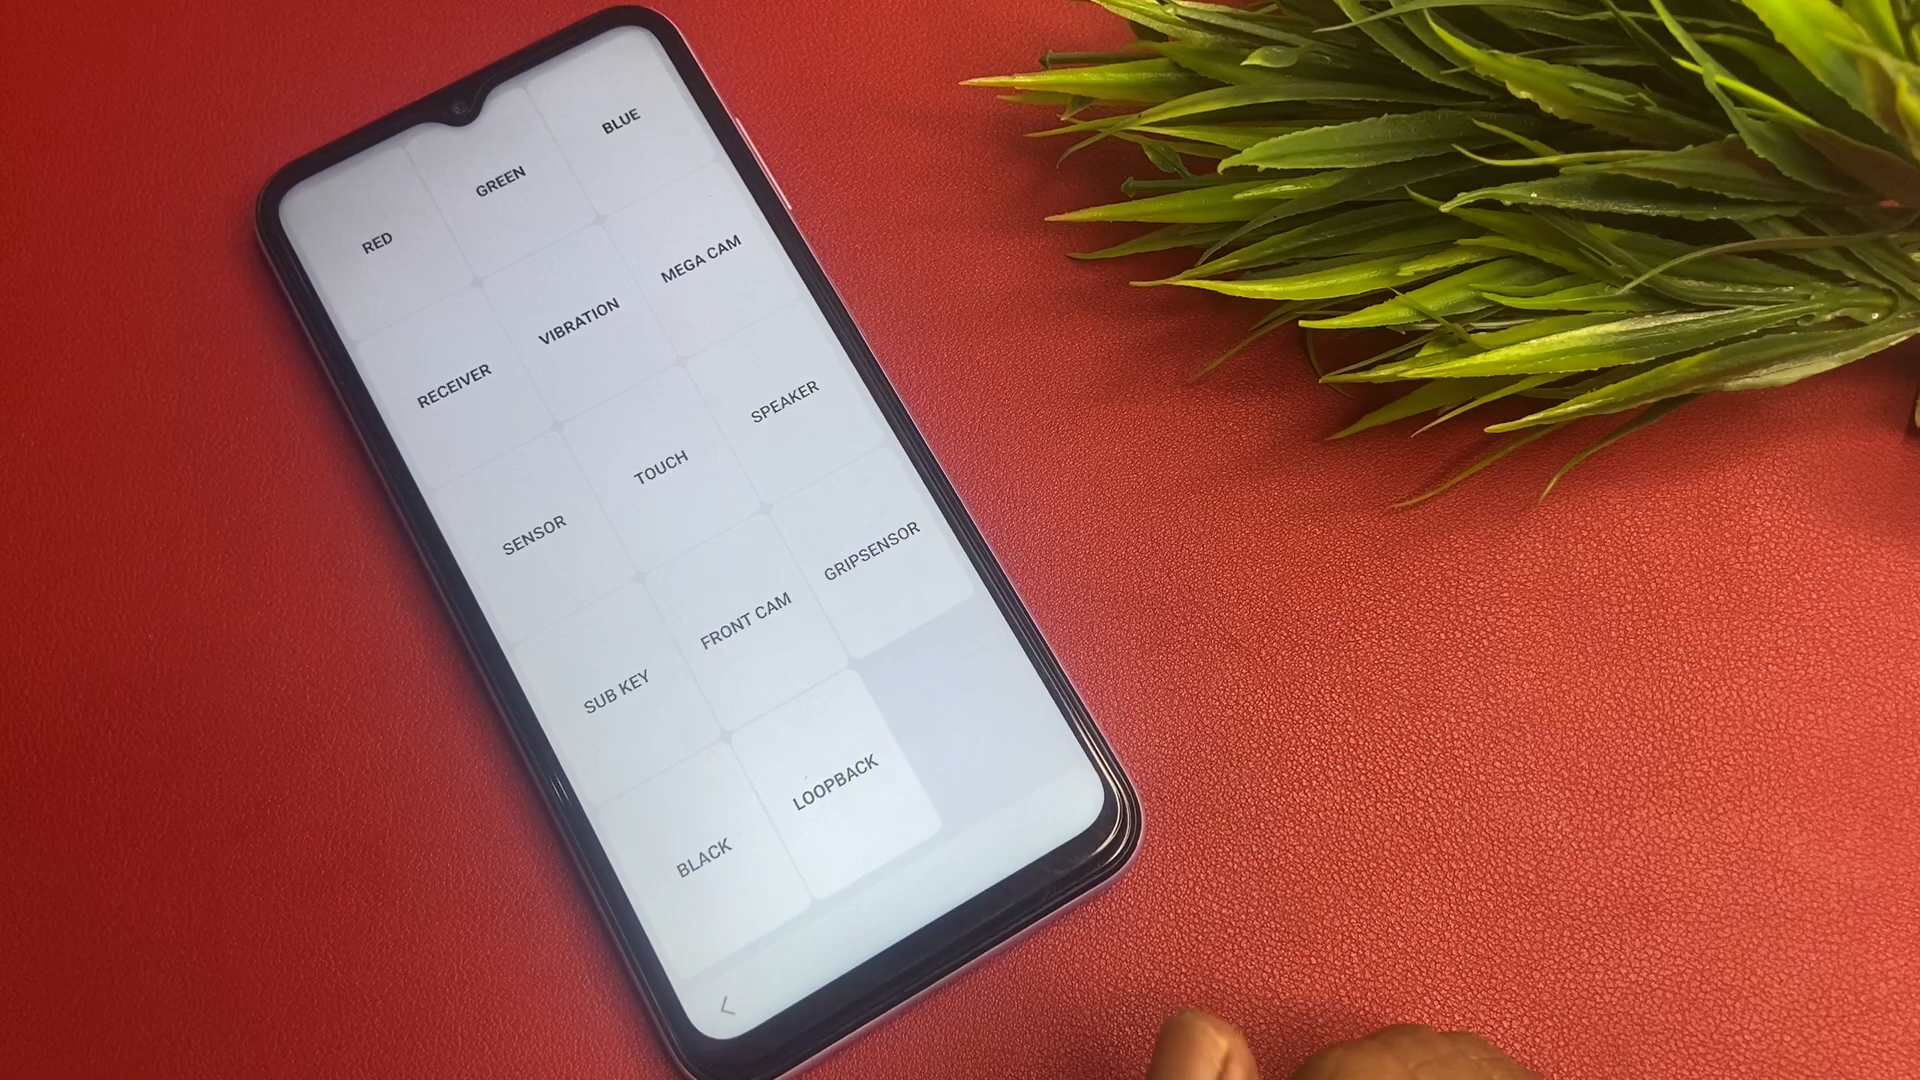 RED
GREEN
BLUE
RECEIVER
VIBRATION
MEGA CAM
SENSOR
TOUCH
SPEAKER
SUB KEY
FRONT CAM
GRIPSENSOR
BLACK
LOOPBACK